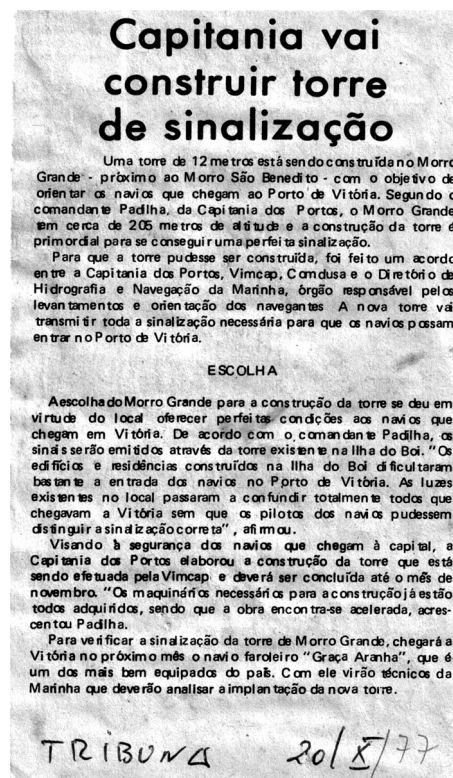 Capitania vai
construir torre
de sinalização
Uma torre de 12 metros está sendo construída no Morro
Grande - próximo ao Morro São Benedito - com o objetivo de
orientar os navios que chegam ao Porto de Vitória. Segundo o
comandante Padilha, da Capitania dos Portos, o Morro Grande
tem cerca de 205 metros de altitude e a construção da torre é
primordial para se conseguir uma perfeita sinalização.
Para que a torre pudesse ser construída, foi feito um acordo
entre a Capitania dos Portos, Vimcap, Comdusa e o Diretório de
Hidrografia e Navegação da Marinha, órgão responsável pelos
levantamentos e orientação dos navegantes A nova torre vai
transmitir toda a sinalização necessária para que os navios possam
entrar no Porto de Vitória.
ESCOLHA
A escolha do Morro Grande para a construção da torre se deu em
virtude do local oferecer perfeitas condições aos navios que
chegam em Vitória. De acordo com o comandante Padilha, os
sinais serão emitidos através da torre existente na Ilha do Boi. "Os
edifícios e residências construídos na Ilha do Boi dificultaram
bastante a entrada dos navios no Porto de Vitória. As luzes
existentes no local passaram a confundir totalmente todos que
chegavam a Vitória sem que os pilotos dos navios pudessem
distinguir a sinalização correta", afirmou.
Visando à segurança dos navios que chegam à capital, a
Capitania dos Portos elaborou a construção da torre que está
sendo efetuada pela Vimcap e deverá ser concluída até o mês de
novembro. "Os maquinários necessários para a construção já estão
todos adquiridos, sendo que a obra encontra-se acelerada, acres-
centou Padilha.
Para verificar a sinalização da torre de Morro Grande, chegará a
Vitória no próximo mês o navio faroleiro "Graça Aranha", que é
um dos mais bem equipados do país. Com ele virão técnicos da
Marinha que deverão analisar a implantação da nova torre.
TRIBUNA 20/X/77